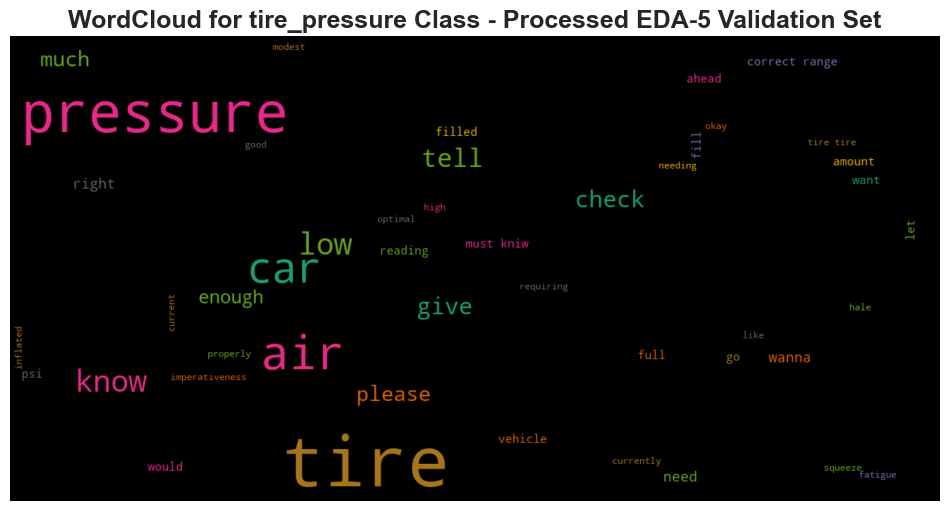 WordCloud for tire_pressure Class - Processed EDA-5 Validation Set
modest
much
correct range
ahead
pressure
okay
filled
fill
good
tire tire
tell
amount
needing
want
right
check
high
optimal
let
low
must kniw
reading
car
requiring
enough
give
current
hale
like
air
inflated
properly
full
go
wanna
psi
know
imperativeness
please
tire
vehicle
would
currently
squeeze
need
fatigue